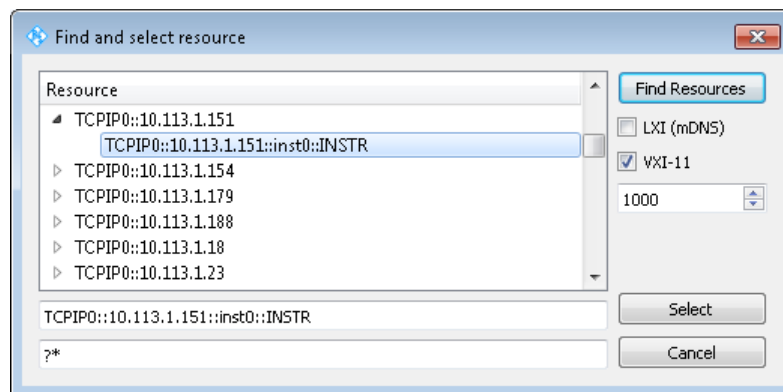 Find and select resource
Resource
TCPIP0::10.113.1.151
TCPIP0::10.113.1.151::inst0::INSTR
TCPIP0::10.113.1.154
TCPIP0::10.113.1.179
TCPIP0::10.113.1.188
TCPIP0::10.113.1.18
TCPIP0::10.113.1.23
TCPIP0::10.113.1.151::inst0::INSTR
?*
Find Resources
LXI (mDNS)
VXI-11
1000
Select
Cancel